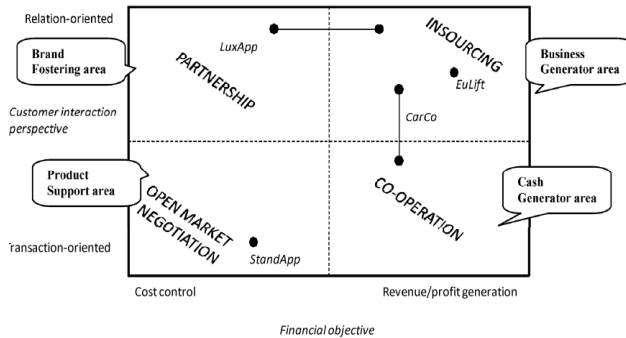 Relation-oriented
LuxApp
INSOURCING
Brand
Fostering area
PARTNERSHIP
Business
Generator area
EuLift
Customer interaction
perspective
CarCo
Product
Support area
OPEN MARKET
NEGOTIATION
CO-OPERATION
Cash
Generator area
Transaction-oriented
StandApp
Cost control
Revenue/profit generation
Financial objective